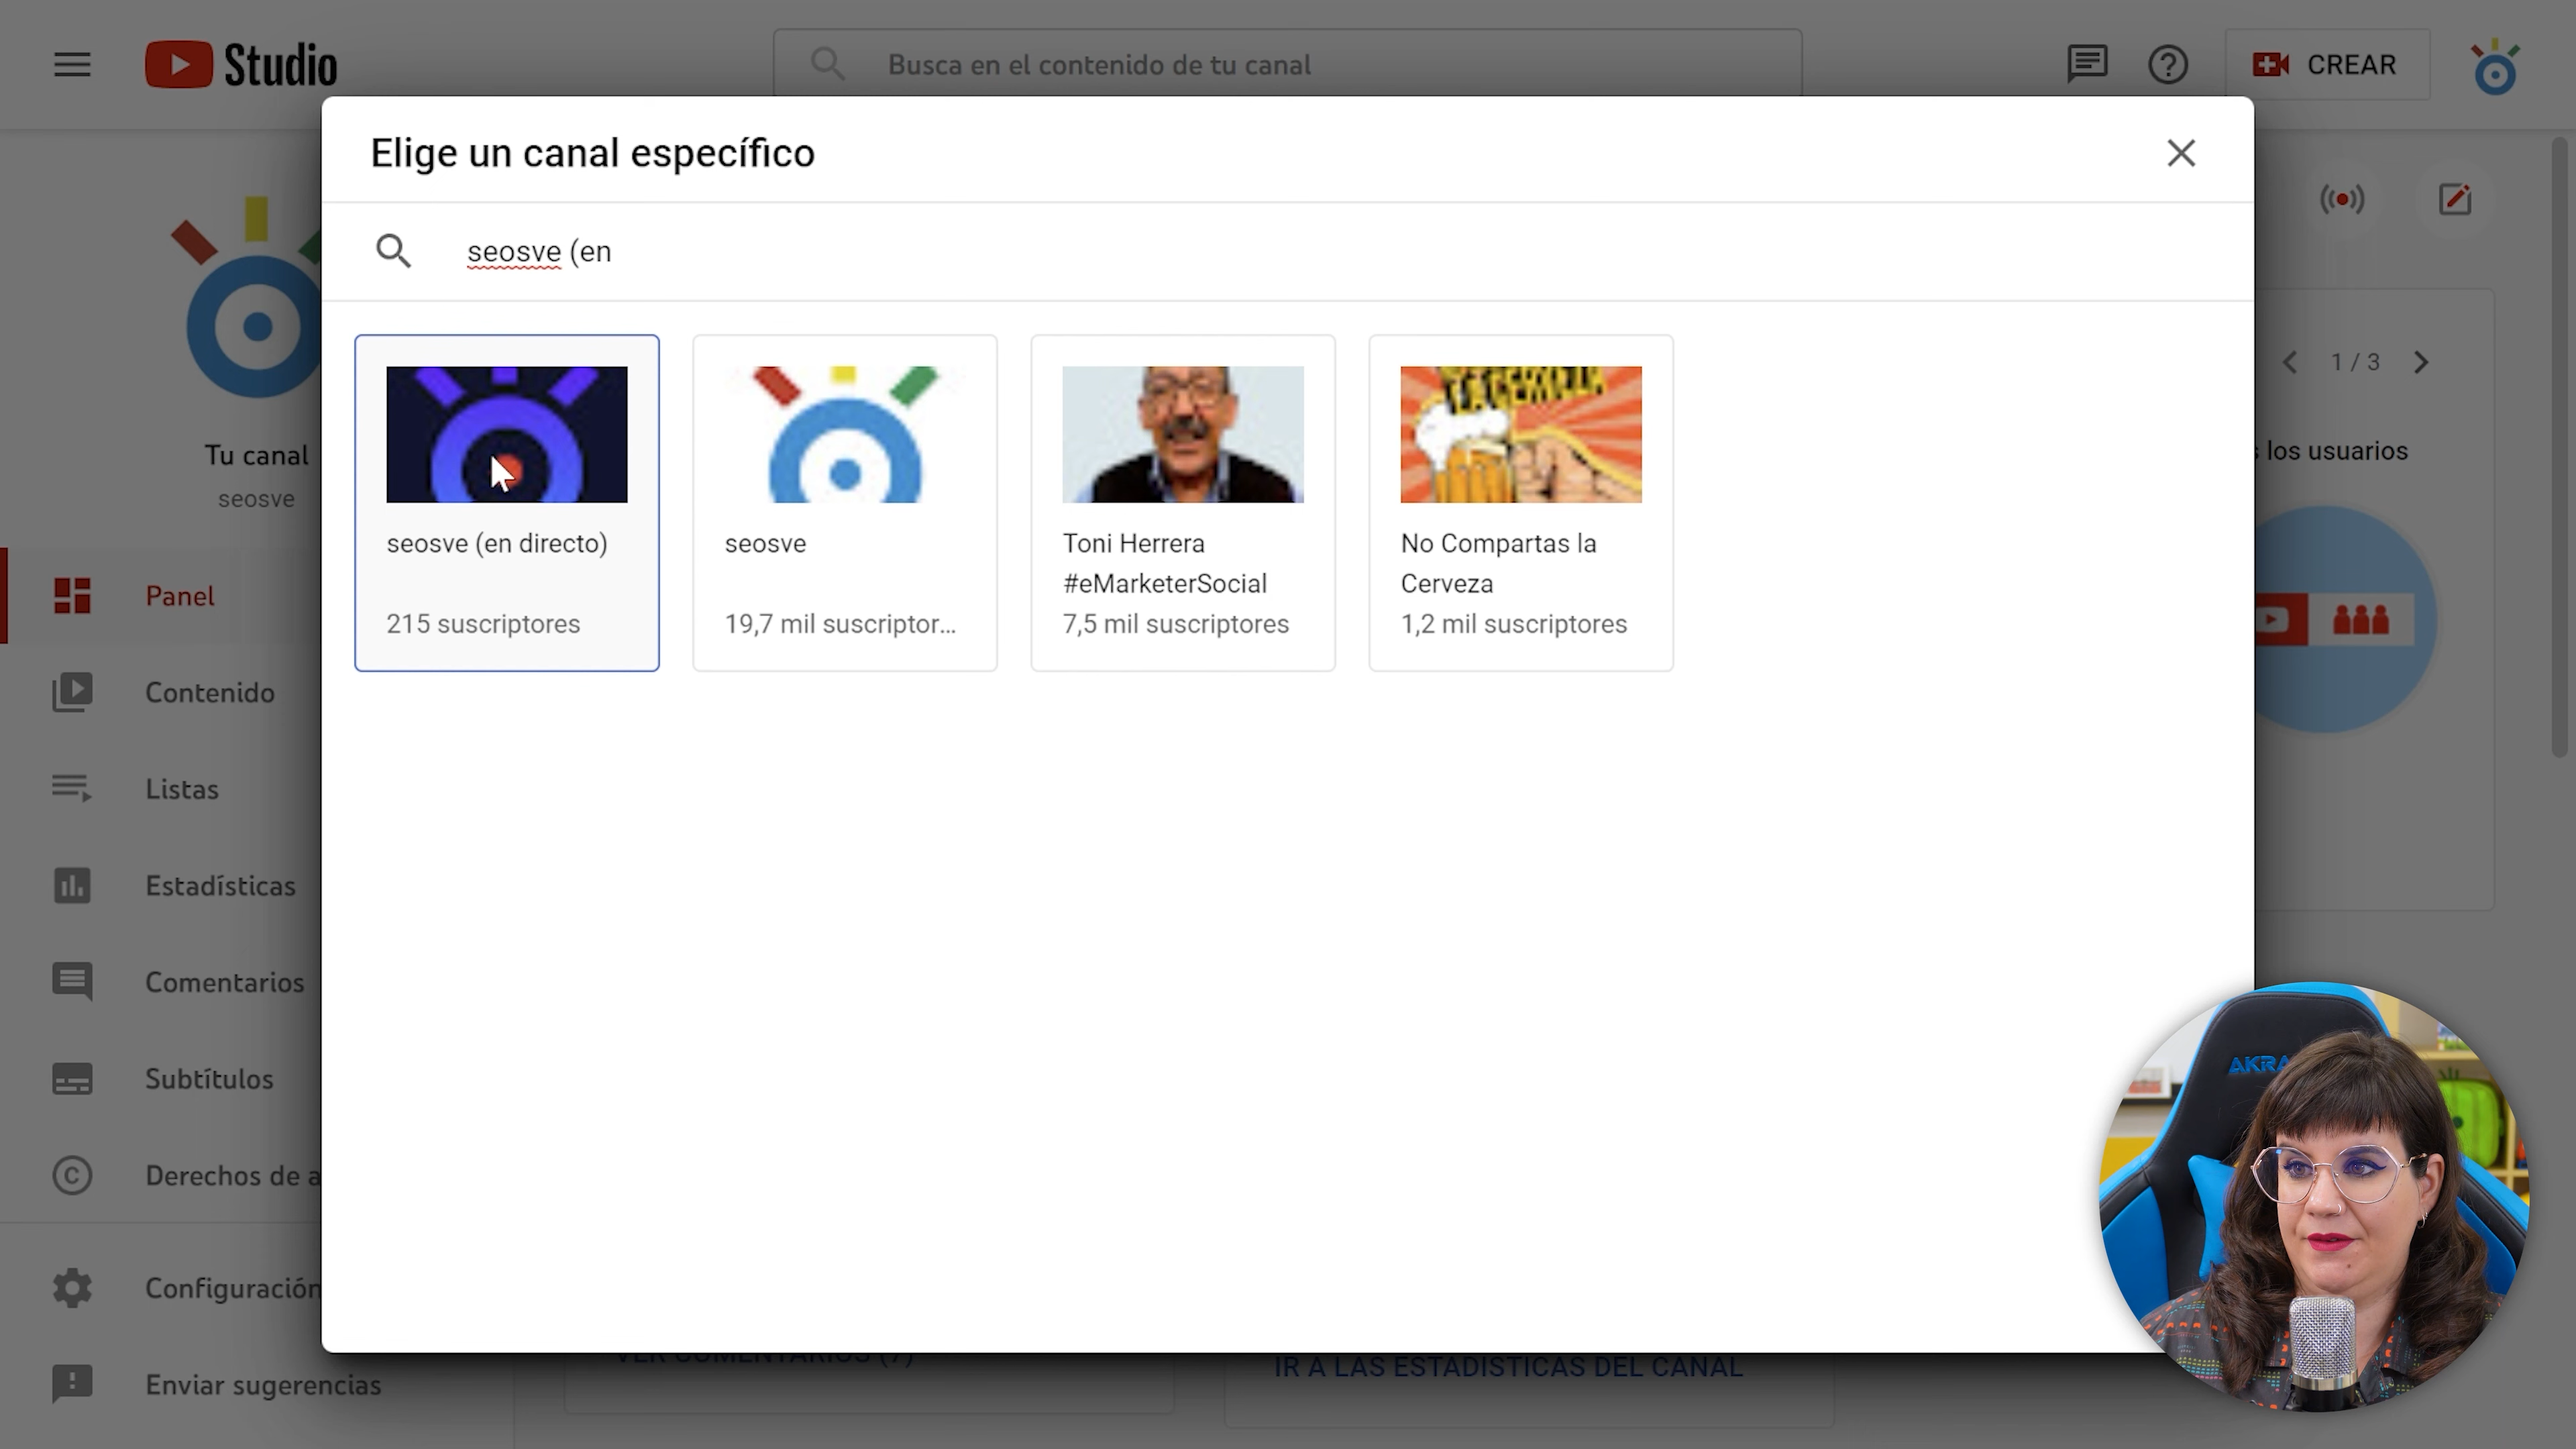 Studio
Busca en el contenido de tu canal
CREAR
Elige un canal específico
seosve (en
seosve (en directo)
215 suscriptores
seosve
19,7 mil suscriptor...
Toni Herrera
#eMarketerSocial
7,5 mil suscriptores
No Compartas la
Cerveza
1,2 mil suscriptores
Tu canal
seosve
Panel
Contenido
Listas
Estadísticas
Comentarios
Subtítulos
Derechos de a
Configuración
Enviar sugerencias
1 / 3
los usuarios
VER COMENTARIOS (7)
IR A LAS ESTADÍSTICAS DEL CANAL